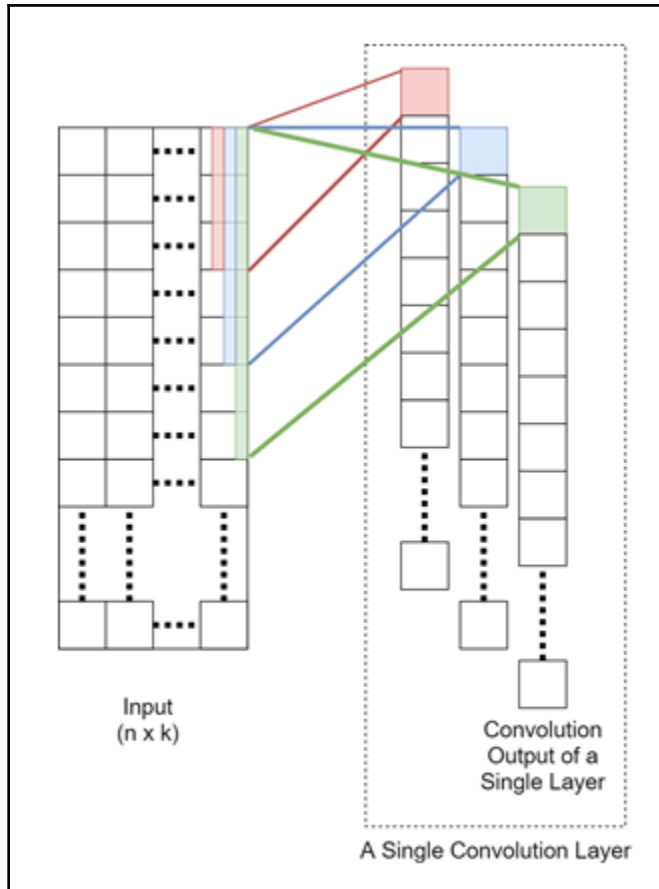 Input
(n x k)
Convolution
Output of a
Single Layer
A Single Convolution Layer